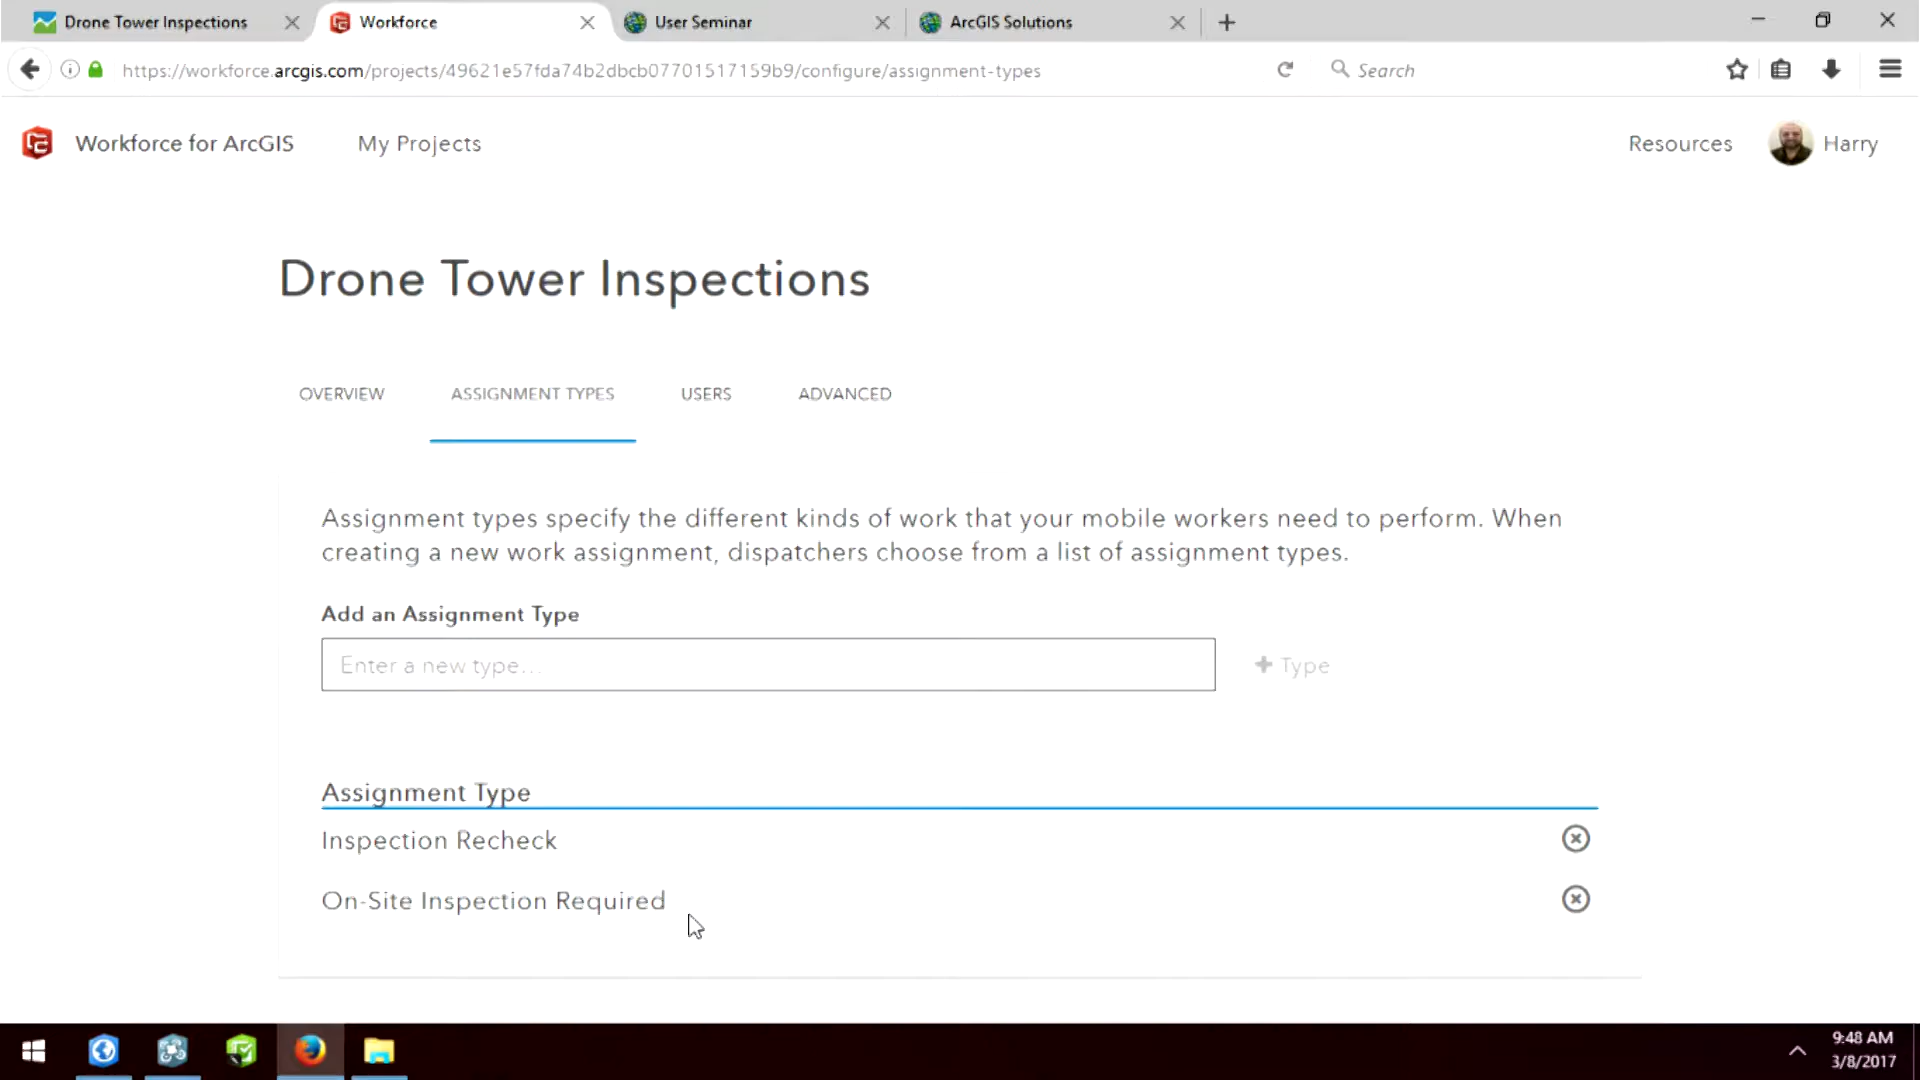 Drone Tower Inspections
Workforce
User Seminar
ArcGIS Solutions
https://workforce.arcgis.com/projects/49621e57fda74b2dbcb07701517159b9/configure/assignment-types
Search
Workforce for ArcGIS
My Projects
Resources
Harry
Drone Tower Inspections
OVERVIEW
ASSIGNMENT TYPES
USERS
ADVANCED
Assignment types specify the different kinds of work that your mobile workers need to perform. When
creating a new work assignment, dispatchers choose from a list of assignment types.
Add an Assignment Type
Enter a new type...
+ Type
Assignment Type
Inspection Recheck
On-Site Inspection Required
9:48 AM
3/8/2017